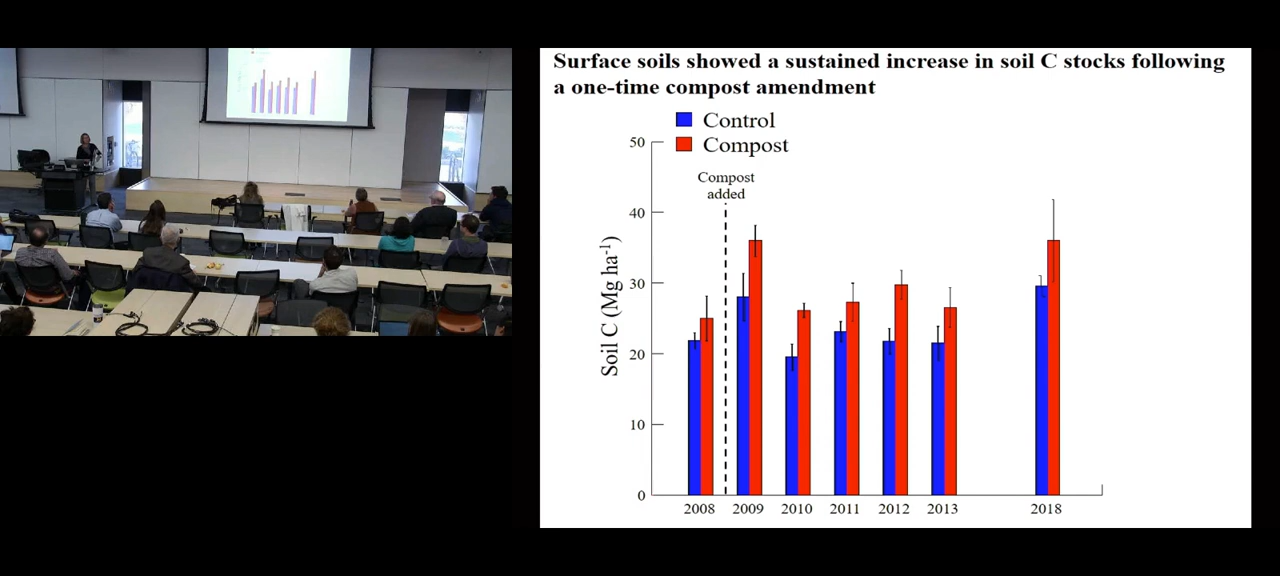 Surface soils showed a sustained increase in soil C stocks following
a one-time compost amendment
Control
Compost
Compost
added
50
40
30
20
10
0
Soil C (Mg ha⁻¹)
2008 2009 2010 2011 2012 2013 2018